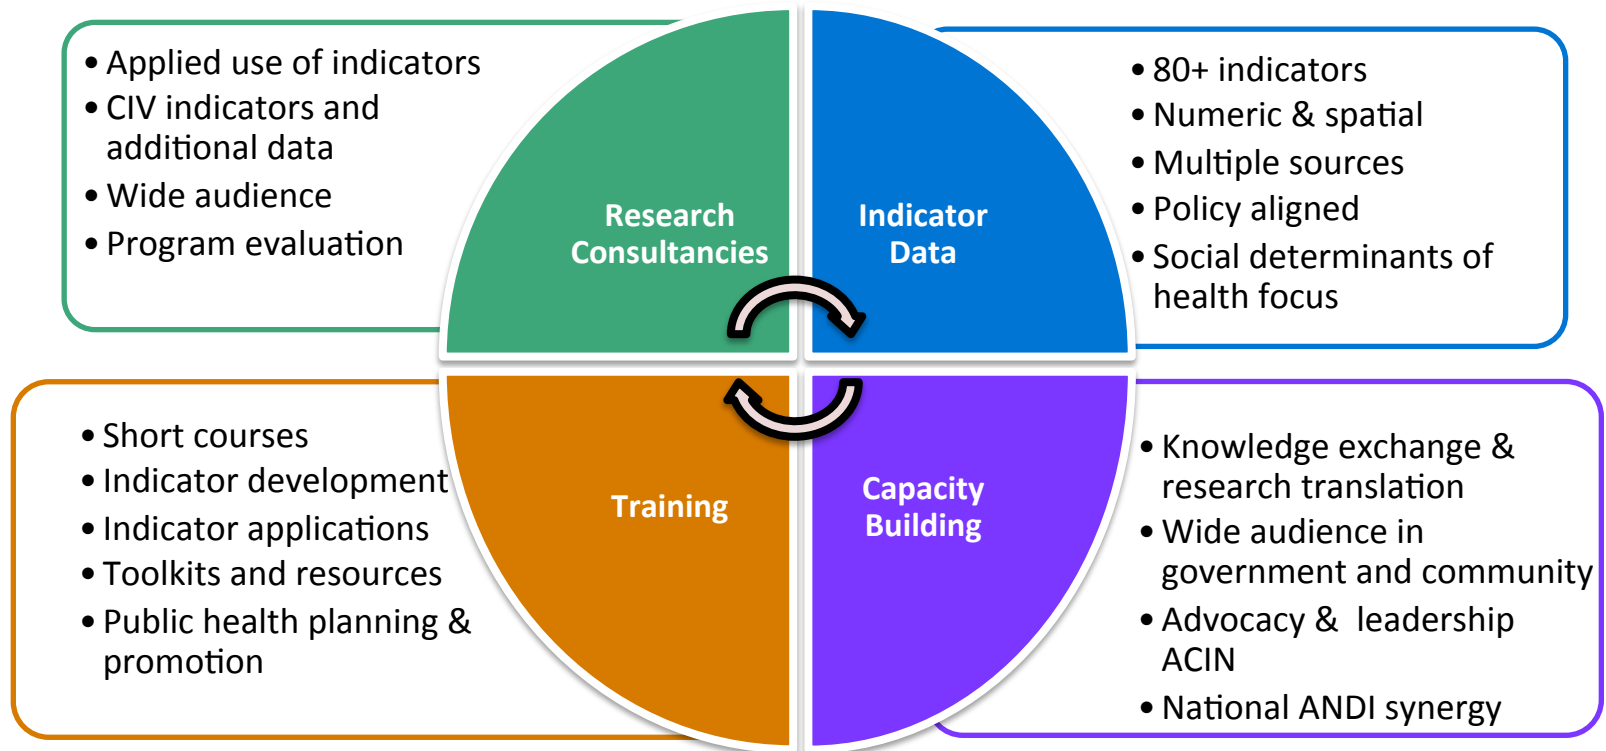 • Applied use of indicators
• CIV indicators and
additional data
• Wide audience
• Program evaluation
Research
Consultancies
Indicator
Data
• 80+ indicators
• Numeric & spatial
• Multiple sources
• Policy aligned
• Social determinants of
health focus
• Short courses
• Indicator development
• Indicator applications
• Toolkits and resources
• Public health planning &
promotion
Training
Capacity
Building
• Knowledge exchange &
research translation
• Wide audience in
government and community
• Advocacy &  leadership
ACIN
• National ANDI synergy